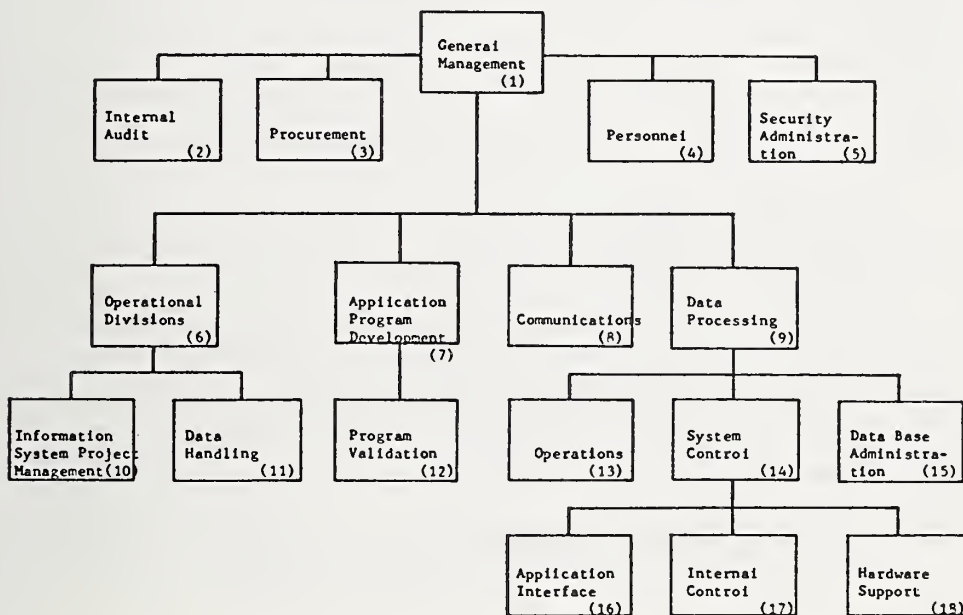 General
Management
(1)
Internal
Audit
(2)
Procurement
(3)
Personnel
(4)
Security
Administra-
tion (5)
Operational
Divisions
(6)
Application
Program
Development
(7)
Communications
(8)
Data
Processing
(9)
Information
System Project
Management(10)
Data
Handling
(11)
Program
Validation
(12)
Operations
(13)
System
Control
(14)
Data Base
Administra-
tion (15)
Application
Interface
(16)
Internal
Control
(17)
Hardware
Support
(18)